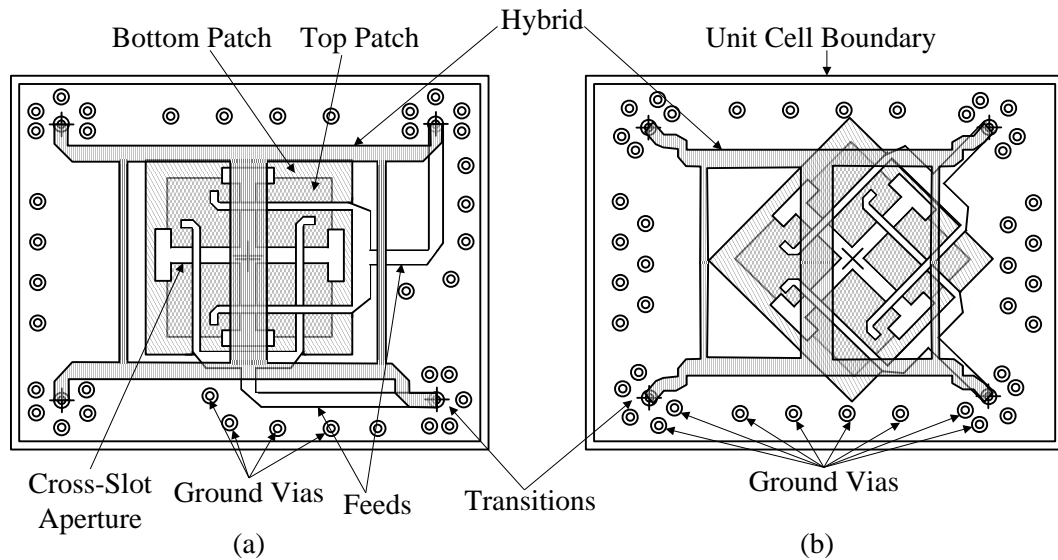 Hybrid
Bottom Patch
Top Patch
Unit Cell Boundary
Cross-Slot
Aperture
Ground Vias
Feeds
Transitions
Ground Vias
(a)
(b)